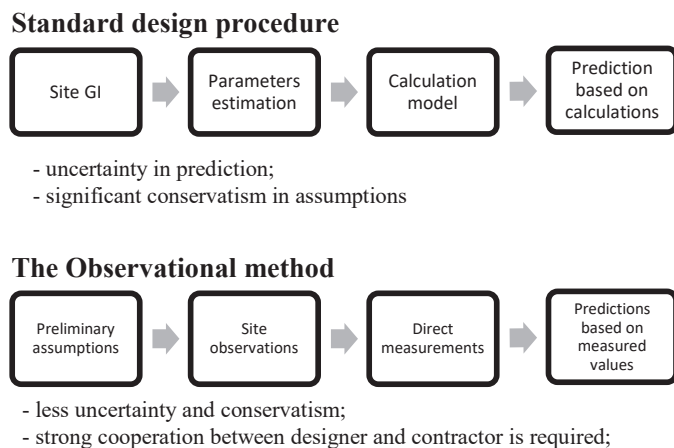 Standard design procedure
Site GI
Parameters
estimation
Calculation
model
Prediction
based on
calculations
- uncertainty in prediction;
- significant conservatism in assumptions
The Observational method
Preliminary
assumptions
Site
observations
Direct
measurements
Predictions
based on
measured
values
- less uncertainty and conservatism;
- strong cooperation between designer and contractor is required;